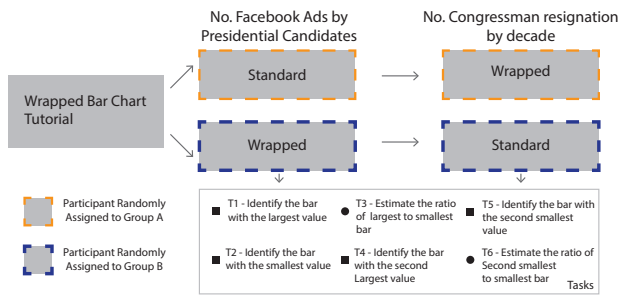 No. Facebook Ads by
Presidential Candidates
No. Congressman resignation
by decade
Wrapped Bar Chart
Tutorial
Standard
Wrapped
Wrapped
Standard
Participant Randomly
Assigned to Group A
Participant Randomly
Assigned to Group B
T1 - Identify the bar
with the largest value
T2 - Identify the bar
with the smallest value
T3 - Estimate the ratio
of largest to smallest
bar
T4 - Identify the bar
with the second
Largest value
T5 - Identify the bar with
the second smallest
value
T6 - Estimate the ratio of
Second smallest
to smallest bar
Tasks